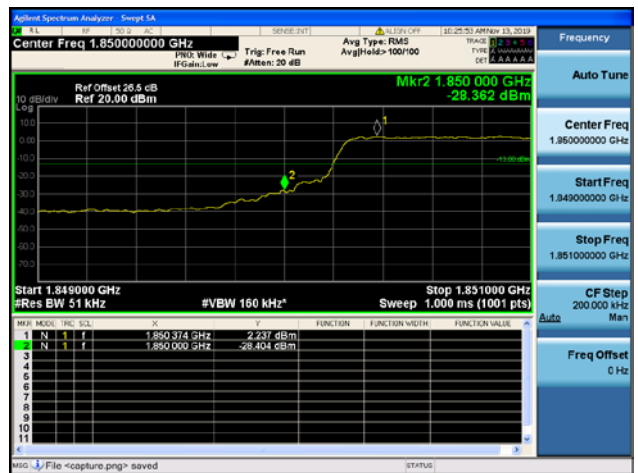 Agilent Spectrum Analyzer - Swept SA
RL RF 50 Ω AC SENSE:INT ALIGN OFF 10:25:53 AM Nov 13, 2019
Center Freq 1.850000000 GHz
PNO: Wide
IFGain:Low
Trig: Free Run
#Atten: 20 dB
Avg Type: RMS
Avg|Hold:> 100/100
TRACE 1 2 3 4 5 6
TYPE
DET A A A A A A
Ref Offset 26.5 dB
10 dB/div Ref 20.00 dBm
Log
Mkr2 1.850 000 GHz
-28.362 dBm
10.0
0.00
-10.0
-20.0
-30.0
-40.0
-50.0
-60.0
-70.0
1
2
-13.00 dBm
Start 1.849000 GHz Stop 1.851000 GHz
#Res BW 51 kHz #VBW 160 kHz* Sweep 1.000 ms (1001 pts)
MKR MODE TRC SCL X Y FUNCTION FUNCTION WIDTH FUNCTION VALUE
1 N 1 f 1.850 374 GHz 2.237 dBm
2 N 1 f 1.850 000 GHz -28.404 dBm
3
4
5
6
7
8
9
10
11
MSG File <capture.png> saved STATUS
Frequency
Auto Tune
Center Freq
1.850000000 GHz
Start Freq
1.849000000 GHz
Stop Freq
1.851000000 GHz
CF Step
200.000 kHz
Auto Man
Freq Offset
0 Hz